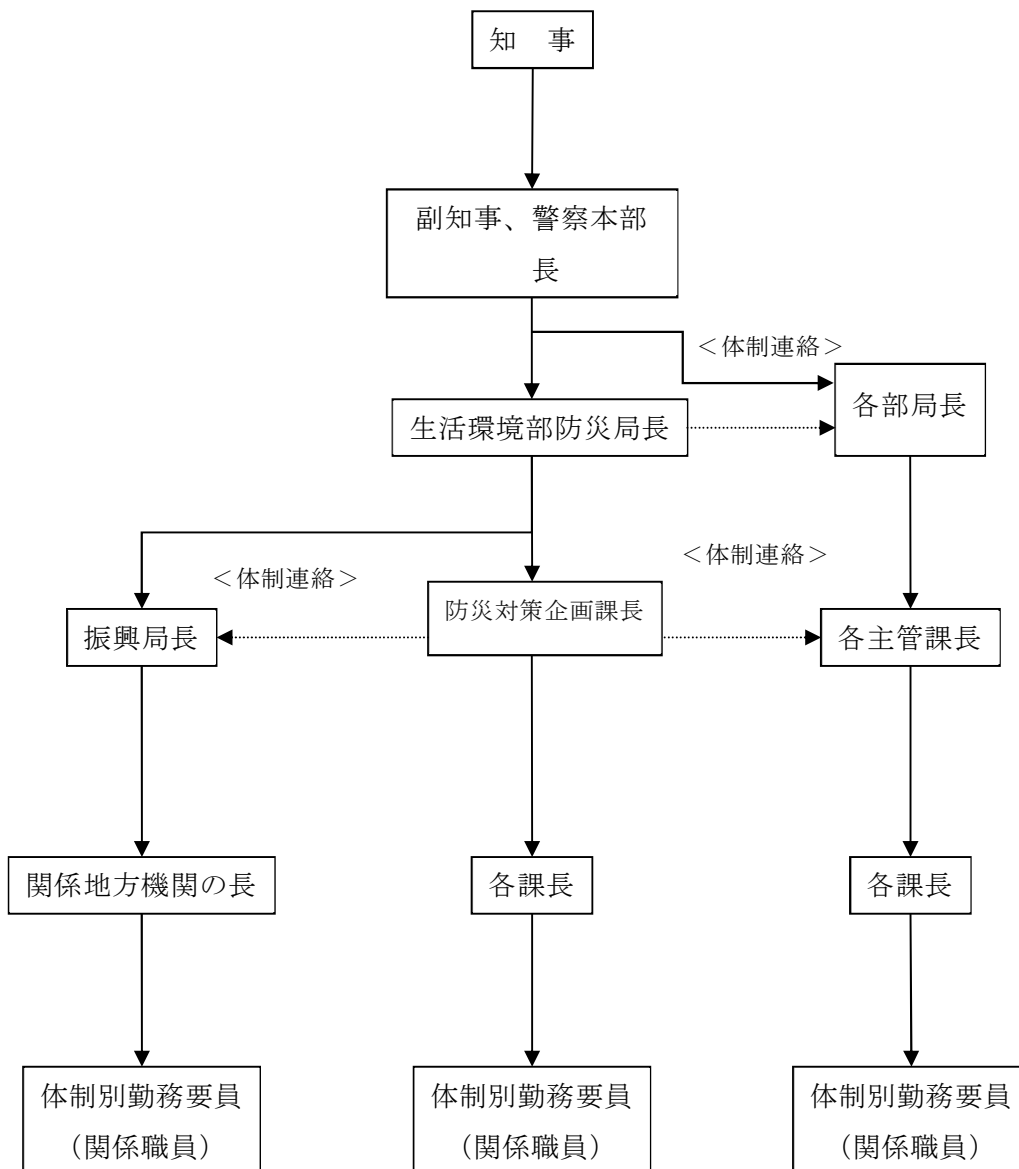 知　事
副知事、警察本部
長
＜体制連絡＞
各部局長
生活環境部防災局長
＜体制連絡＞
＜体制連絡＞
防災対策企画課長
振興局長
各主管課長
関係地方機関の長
各課長
各課長
体制別勤務要員
（関係職員）
体制別勤務要員
（関係職員）
体制別勤務要員
（関係職員）